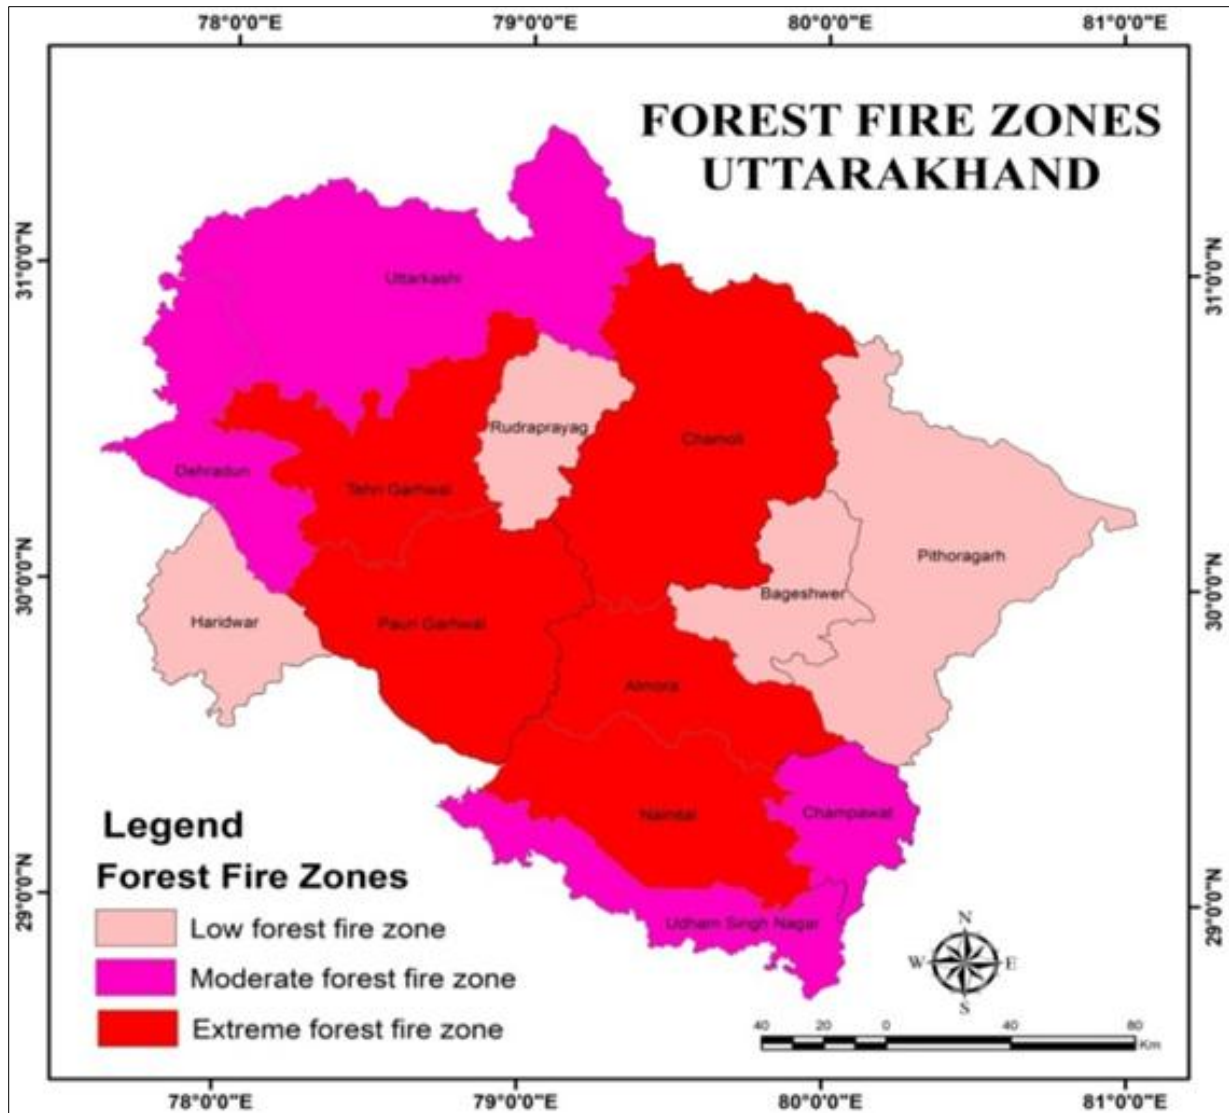 78°0'0"E 79°0'0"E 80°0'0"E 81°0'0"E
FOREST FIRE ZONES
UTTARAKHAND
31°0'0"N
31°0'0"N
Uttarkashi
Rudraprayag
Chamoli
Dehradun
Tehri Garhwal
Pithoragarh
30°0'0"N
30°0'0"N
Bageshwer
Haridwar
Pauri Garhwal
Almora
Nainital
Champawat
Legend
Forest Fire Zones
29°0'0"N
29°0'0"N
Udham Singh Nagar
Low forest fire zone
Moderate forest fire zone
Extreme forest fire zone
N
W E
S
40 20 0 40 80
Km
78°0'0"E 79°0'0"E 80°0'0"E 81°0'0"E